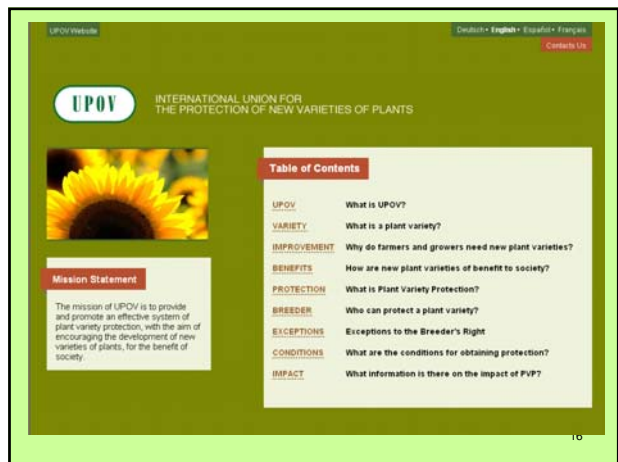 UPOV Website
Deutsch • English • Español • Français
Contacts Us
UPOV
INTERNATIONAL UNION FOR
THE PROTECTION OF NEW VARIETIES OF PLANTS
Mission Statement
The mission of UPOV is to provide
and promote an effective system of
plant variety protection, with the aim of
encouraging the development of new
varieties of plants, for the benefit of
society.
Table of Contents
UPOV What is UPOV?
VARIETY What is a plant variety?
IMPROVEMENT Why do farmers and growers need new plant varieties?
BENEFITS How are new plant varieties of benefit to society?
PROTECTION What is Plant Variety Protection?
BREEDER Who can protect a plant variety?
EXCEPTIONS Exceptions to the Breeder's Right
CONDITIONS What are the conditions for obtaining protection?
IMPACT What information is there on the impact of PVP?
16